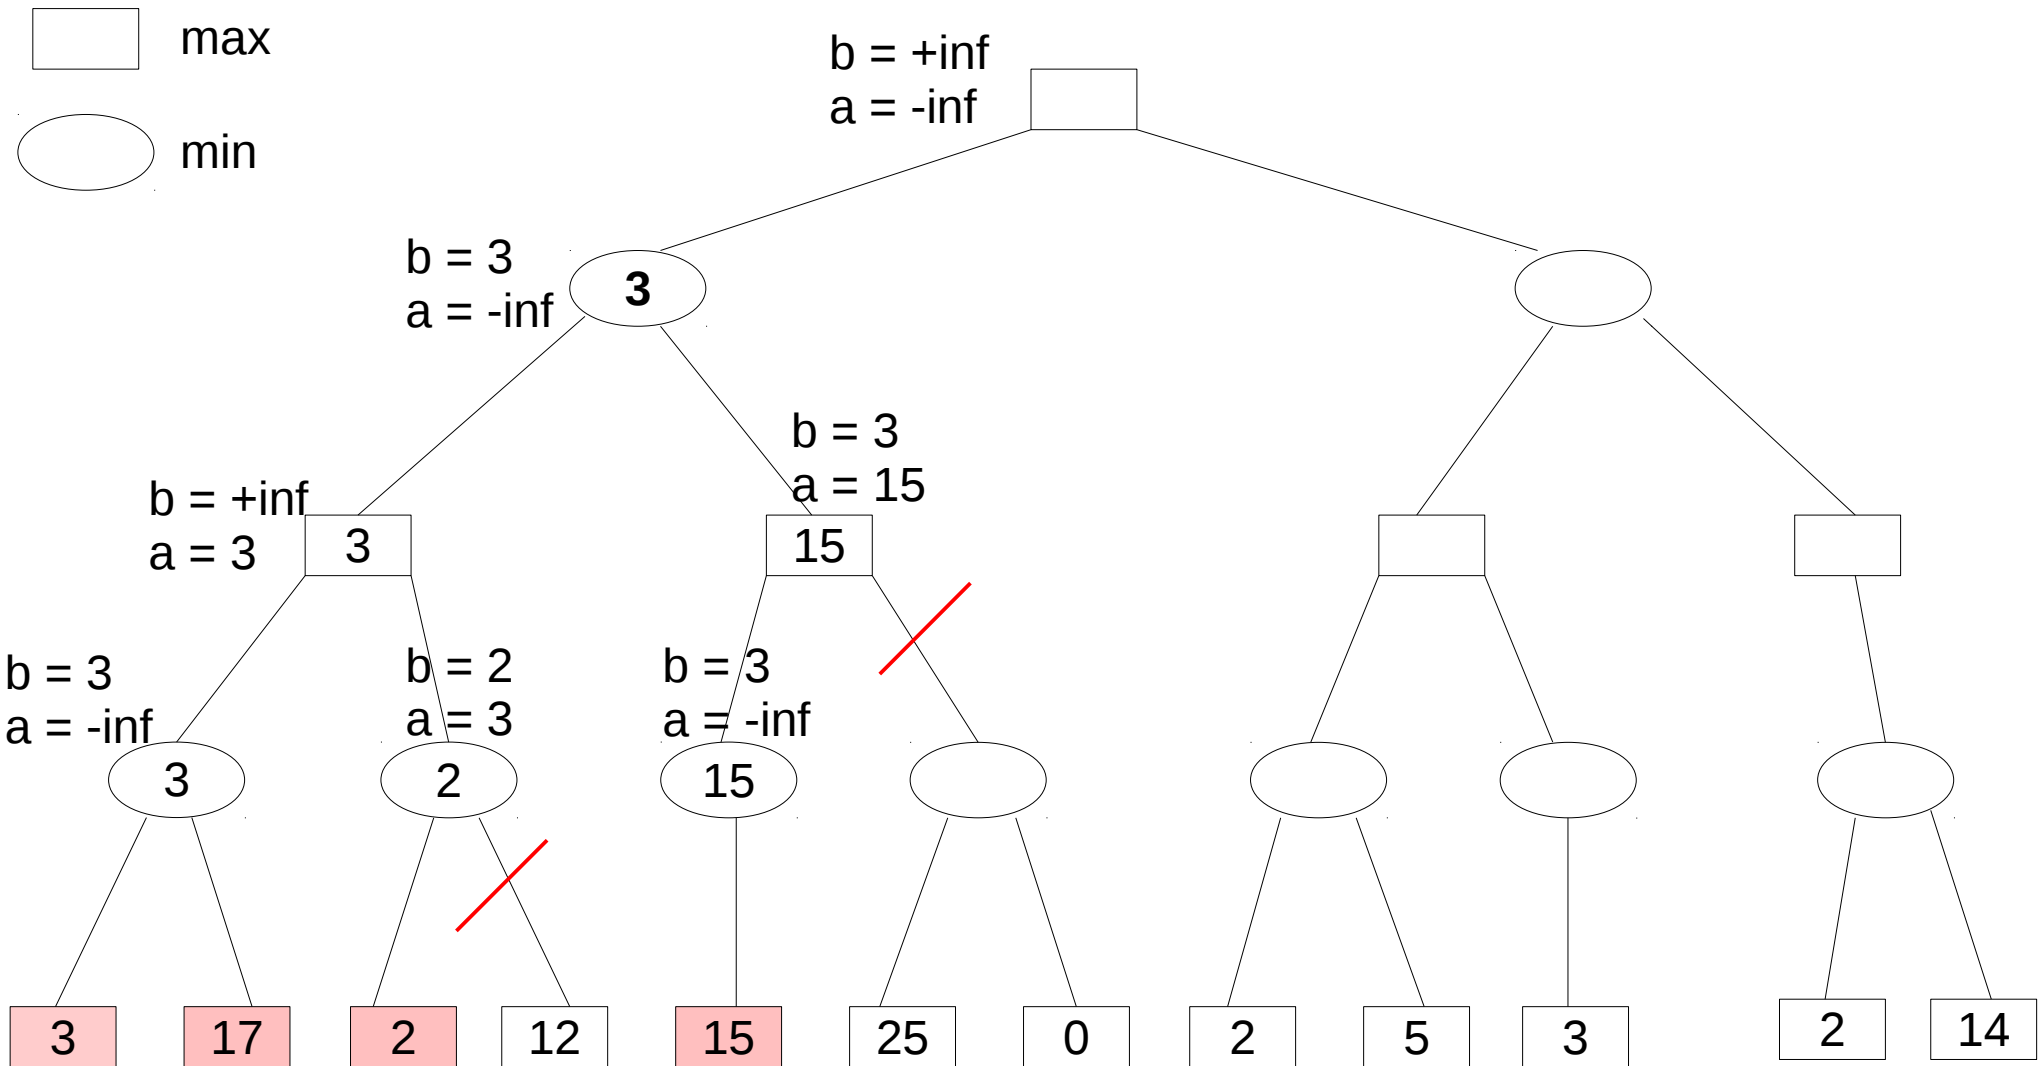 max
min
b = +inf
a = -inf
b = 3
a = -inf
3
b = 3
a = 15
b = +inf
a = 3
3
15
b = 3
a = -inf
b = 2
a = 3
b = 3
a = -inf
3
2
15
3
17
2
12
15
25
0
2
5
3
2
14